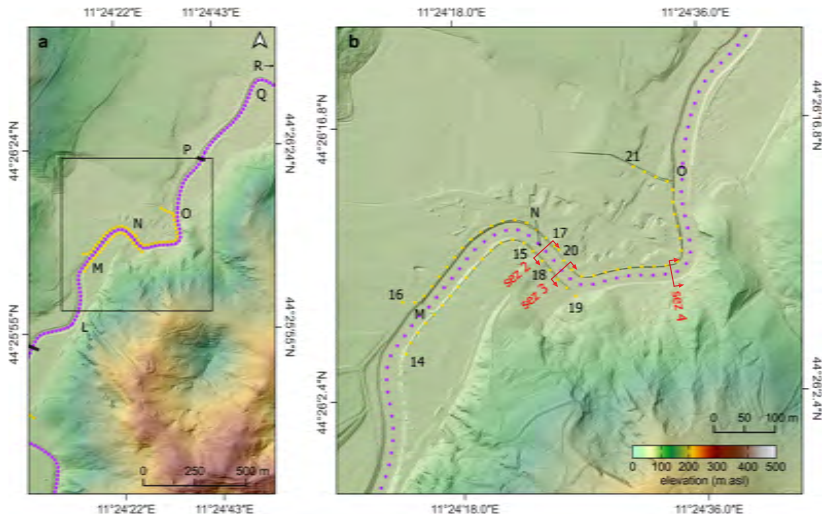 11°24'22"E 11°24'43"E
a
R
Q
44°26'24"N
P
44°26'24"N
O
N
M
L
44°25'55"N
44°25'55"N
0 250 500 m
11°24'22"E 11°24'43"E
11°24'18.0"E 11°24'36.0"E
b
44°26'16.8"N
44°26'16.8"N
21
O
N
17
15
20
sez 2
18
sez 3
19
sez 4
16
M
14
44°26'2.4"N
44°26'2.4"N
0 50 100 m
0 100 200 300 400 500
elevation (m asl)
11°24'18.0"E 11°24'36.0"E